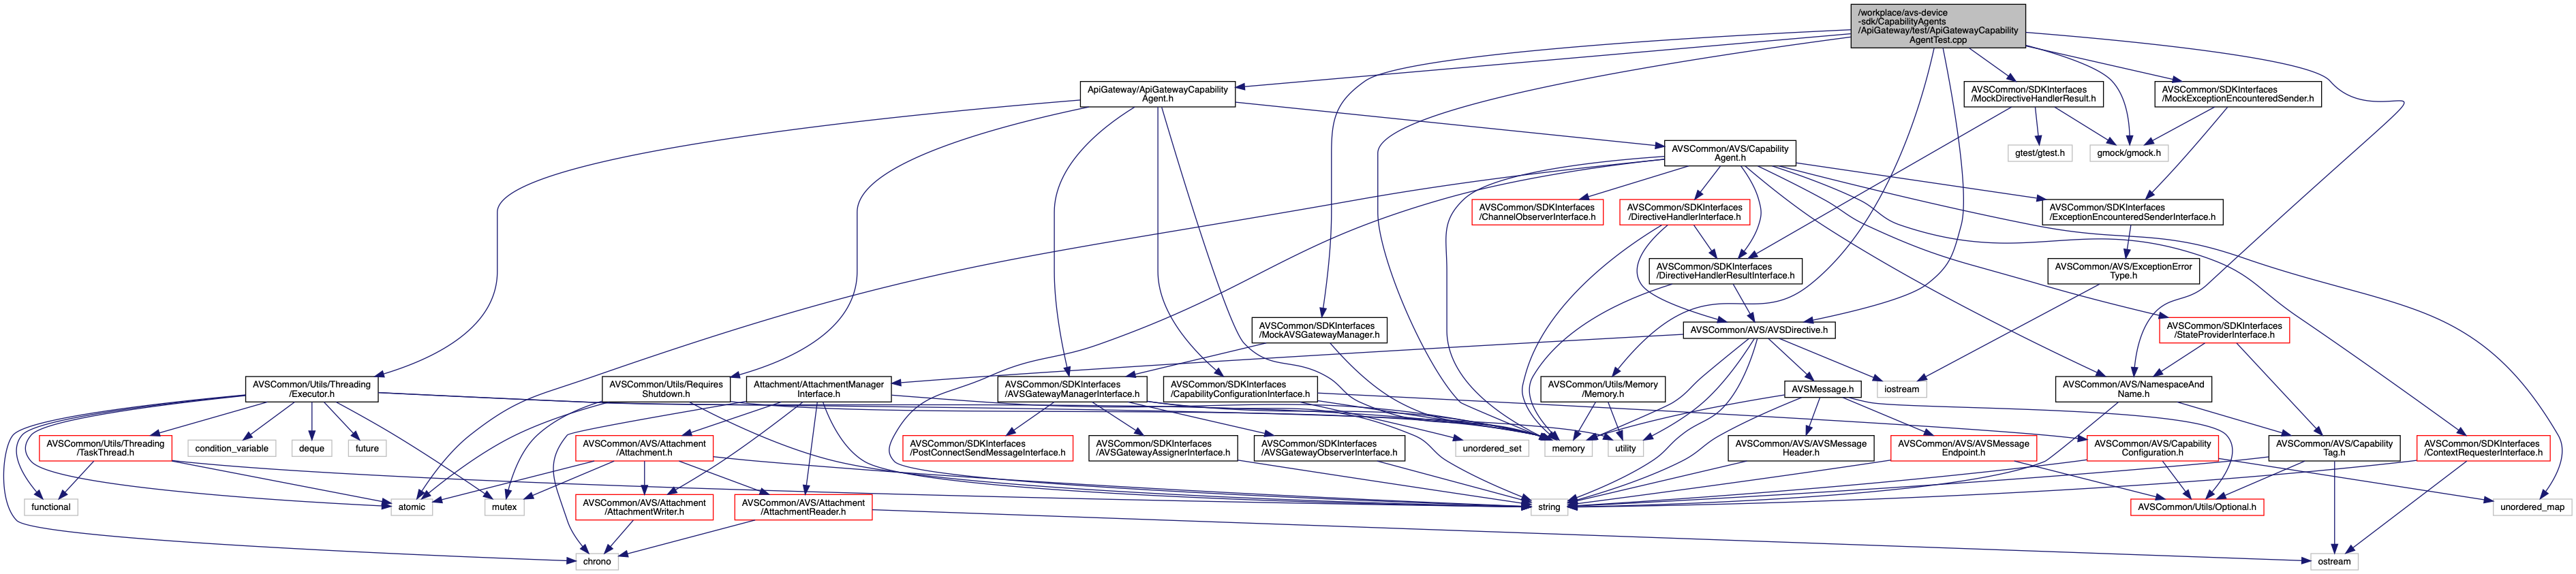 /workplace/avs-device
-sdk/CapabilityAgents
/ApiGateway/test/ApiGatewayCapability
AgentTest.cpp
ApiGateway/ApiGatewayCapability
Agent.h
AVSCommon/SDKInterfaces
/MockDirectiveHandlerResult.h
AVSCommon/SDKInterfaces
/MockExceptionEncounteredSender.h
AVSCommon/AVS/Capability
Agent.h
gtest/gtest.h
gmock/gmock.h
AVSCommon/SDKInterfaces
/ChannelObserverInterface.h
AVSCommon/SDKInterfaces
/DirectiveHandlerInterface.h
AVSCommon/SDKInterfaces
/ExceptionEncounteredSenderInterface.h
AVSCommon/SDKInterfaces
/DirectiveHandlerResultInterface.h
AVSCommon/AVS/ExceptionError
Type.h
AVSCommon/SDKInterfaces
/MockAVSGatewayManager.h
AVSCommon/AVS/AVSDirective.h
AVSCommon/SDKInterfaces
/StateProviderInterface.h
AVSCommon/Utils/Threading
/Executor.h
AVSCommon/Utils/Requires
Shutdown.h
Attachment/AttachmentManager
Interface.h
AVSCommon/SDKInterfaces
/AVSGatewayManagerInterface.h
AVSCommon/SDKInterfaces
/CapabilityConfigurationInterface.h
AVSCommon/Utils/Memory
/Memory.h
AVSMessage.h
iostream
AVSCommon/AVS/NamespaceAnd
Name.h
AVSCommon/Utils/Threading
/TaskThread.h
condition_variable
deque
future
AVSCommon/AVS/Attachment
/Attachment.h
AVSCommon/SDKInterfaces
/PostConnectSendMessageInterface.h
AVSCommon/SDKInterfaces
/AVSGatewayAssignerInterface.h
AVSCommon/SDKInterfaces
/AVSGatewayObserverInterface.h
unordered_set
memory
utility
AVSCommon/AVS/AVSMessage
Header.h
AVSCommon/AVS/AVSMessage
Endpoint.h
AVSCommon/AVS/Capability
Configuration.h
AVSCommon/AVS/Capability
Tag.h
AVSCommon/SDKInterfaces
/ContextRequesterInterface.h
functional
atomic
mutex
AVSCommon/AVS/Attachment
/AttachmentWriter.h
AVSCommon/AVS/Attachment
/AttachmentReader.h
string
AVSCommon/Utils/Optional.h
unordered_map
chrono
ostream